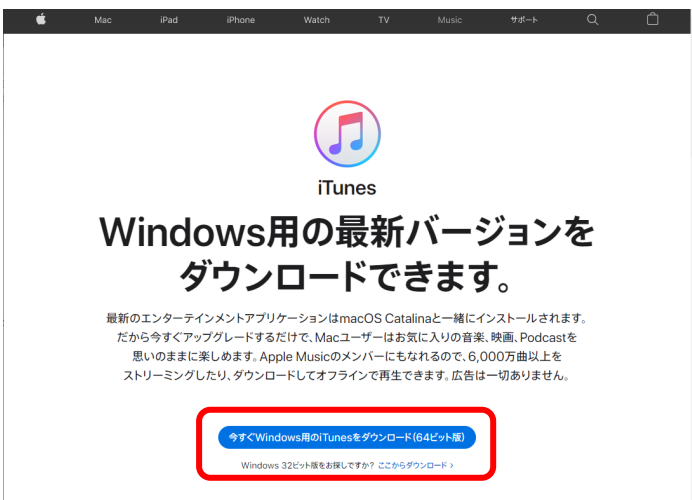 Mac iPad iPhone Watch TV Music サポート
iTunes
Windows用の最新バージョンを
ダウンロードできます。
最新のエンターテインメントアプリケーションはmacOS Catalinaと一緒にインストールされます。
だから今すぐアップグレードするだけで、Macユーザーはお気に入りの音楽、映画、Podcastを
思いのままに楽しめます。Apple Musicのメンバーにもなれるので、6,000万曲以上を
ストリーミングしたり、ダウンロードしてオフラインで再生できます。広告は一切ありません。
今すぐWindows用のiTunesをダウンロード(64ビット版)
Windows 32ビット版をお探しですか? ここからダウンロード >